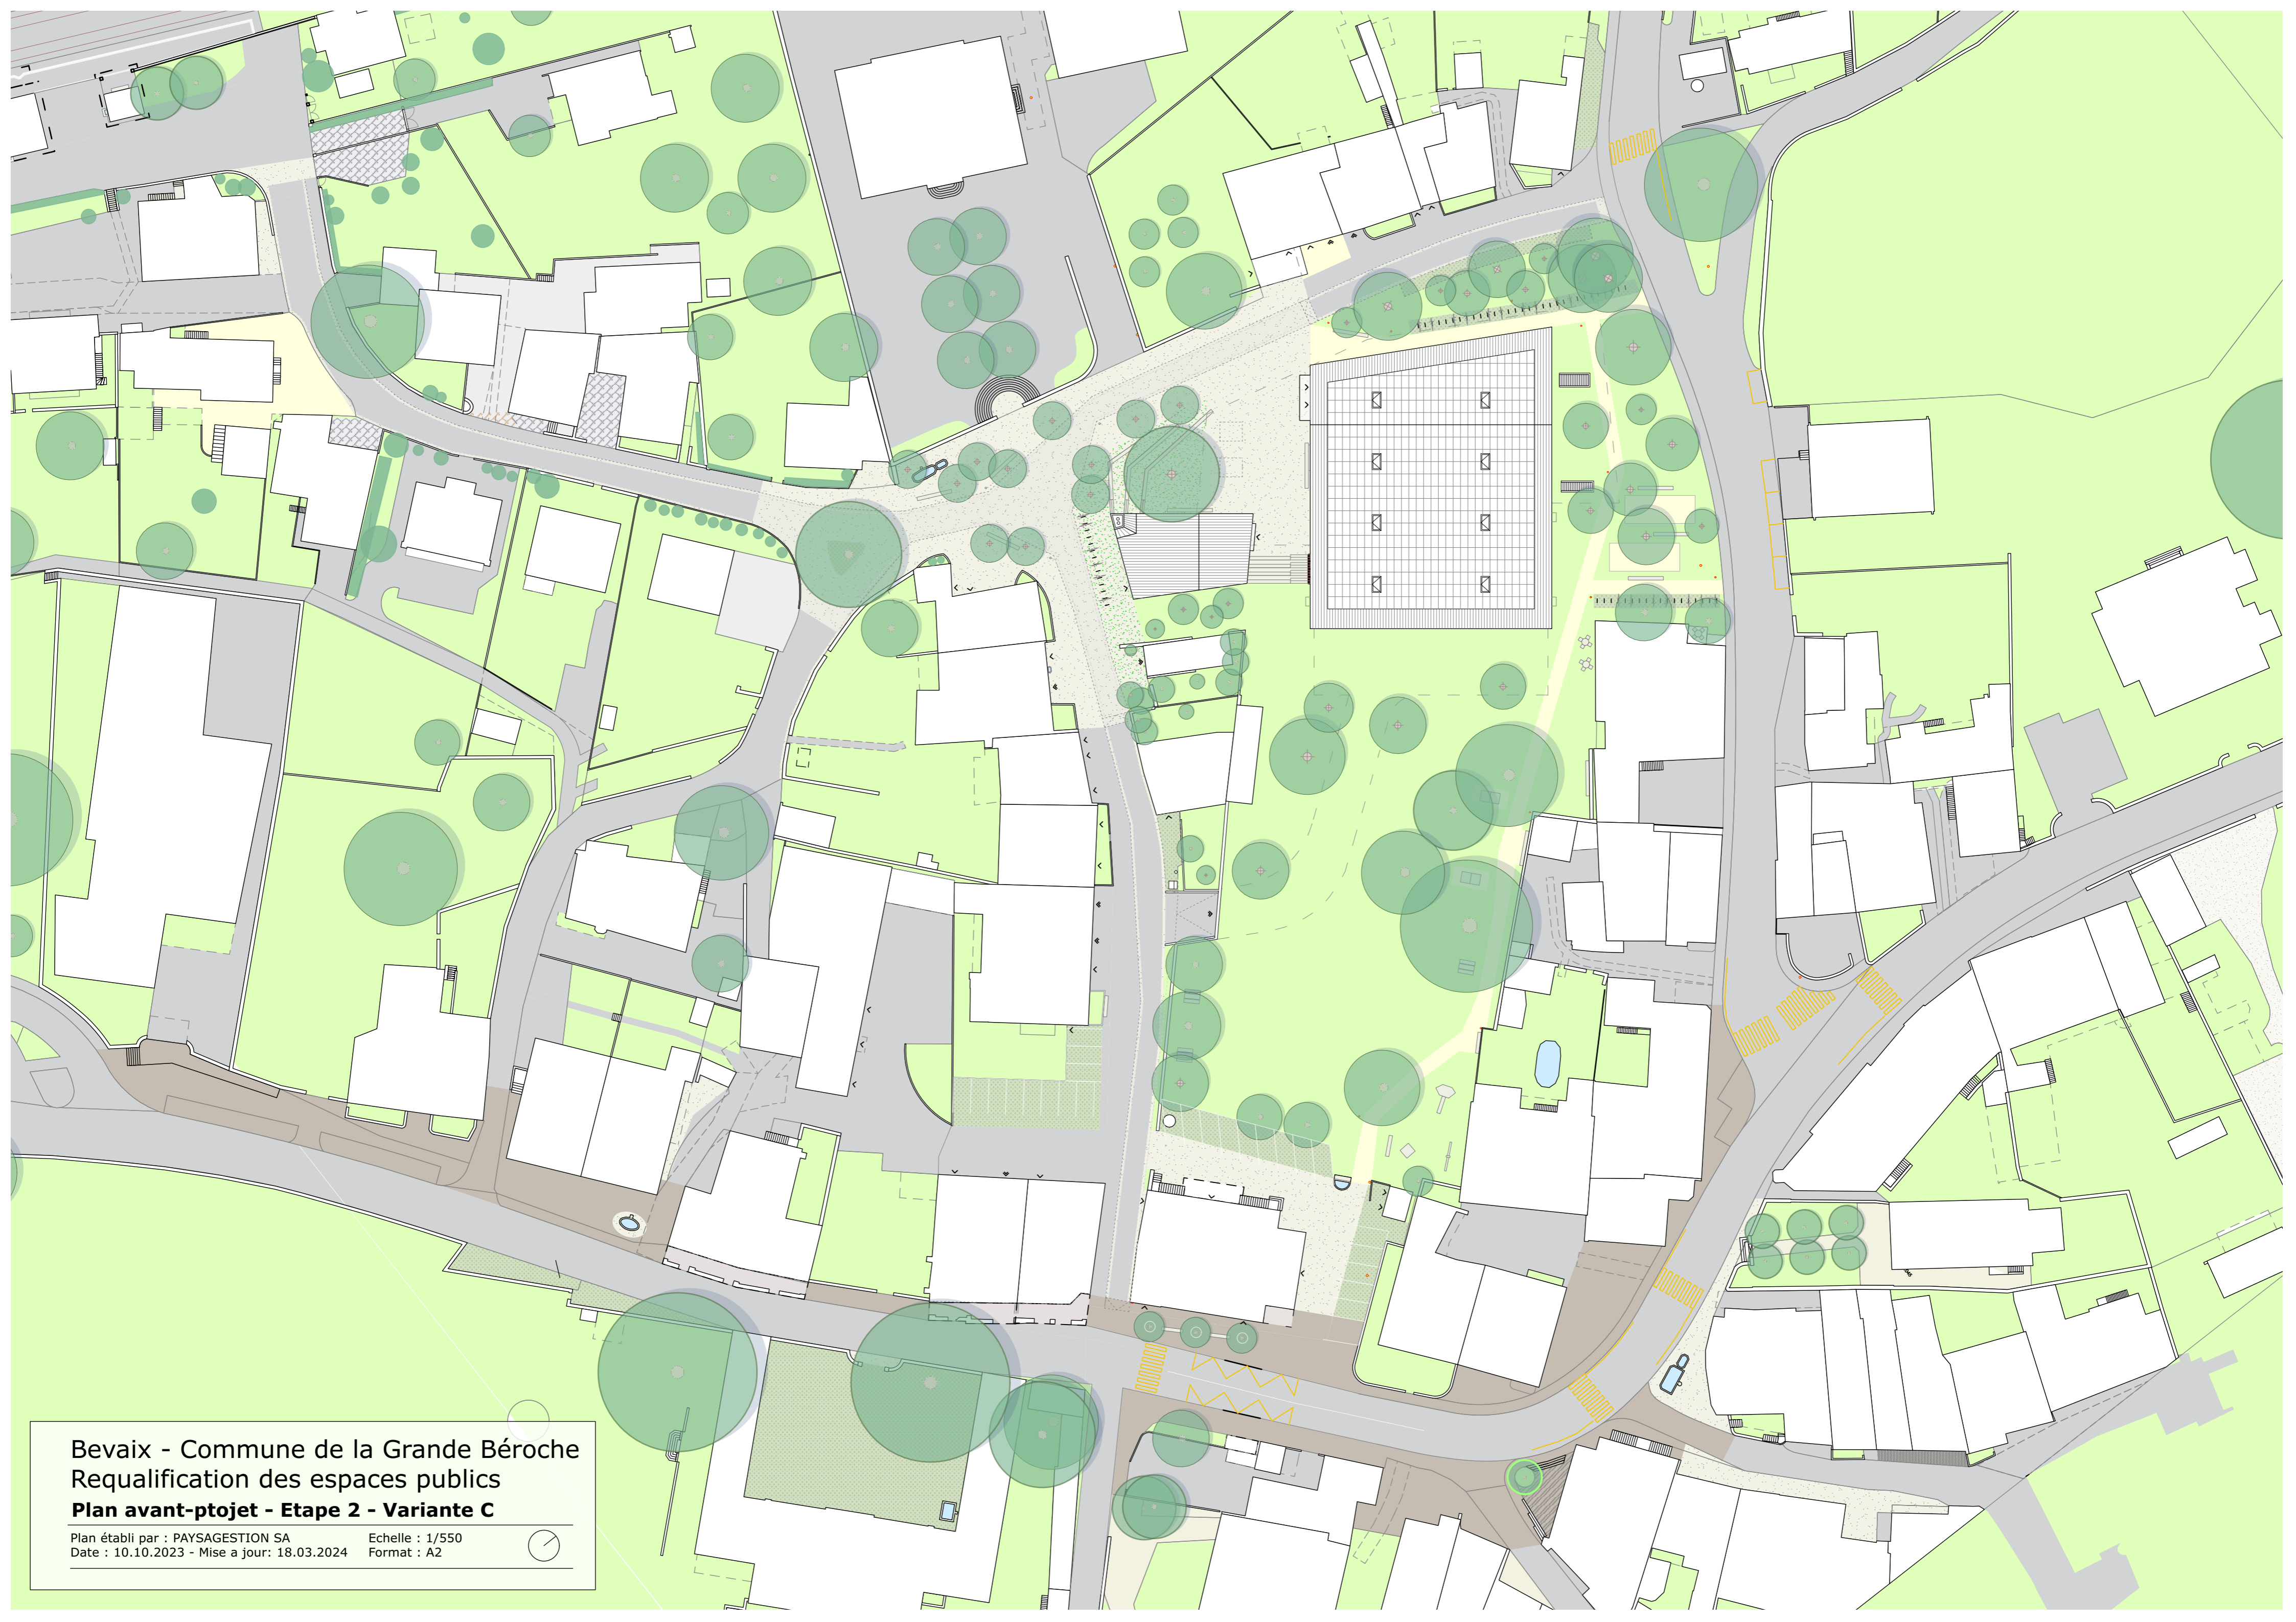 Bevaix - Commune de la Grande Béroche
Requalification des espaces publics
Plan avant-ptojet - Etape 2 - Variante C
Plan établi par : PAYSAGESTION SA Echelle : 1/550
Date : 10.10.2023 - Mise a jour: 18.03.2024 Format : A2